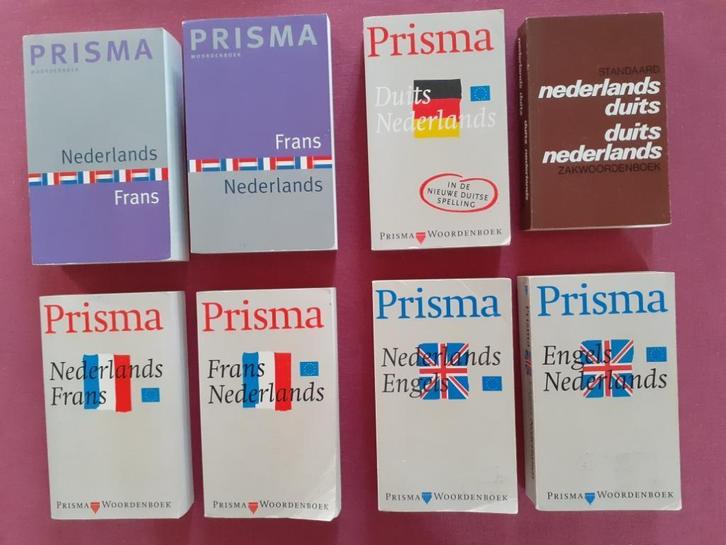 PRISMA
WOORDENBOEK
Nederlands
Frans
PRISMA
WOORDENBOEK
Frans
Nederlands
Prisma
Duits
Nederlands
IN DE
NIEUWE DUITSE
SPELLING
PRISMA WOORDENBOEK
STANDAARD
nederlands
duits
duits
nederlands
ZAKWOORDENBOEK
Prisma
Nederlands
Frans
PRISMA WOORDENBOEK
Prisma
Frans
Nederlands
PRISMA WOORDENBOEK
Prisma
Nederlands
Engels
PRISMA WOORDENBOEK
Prisma
Engels
Nederlands
PRISMA WOORDENBOEK